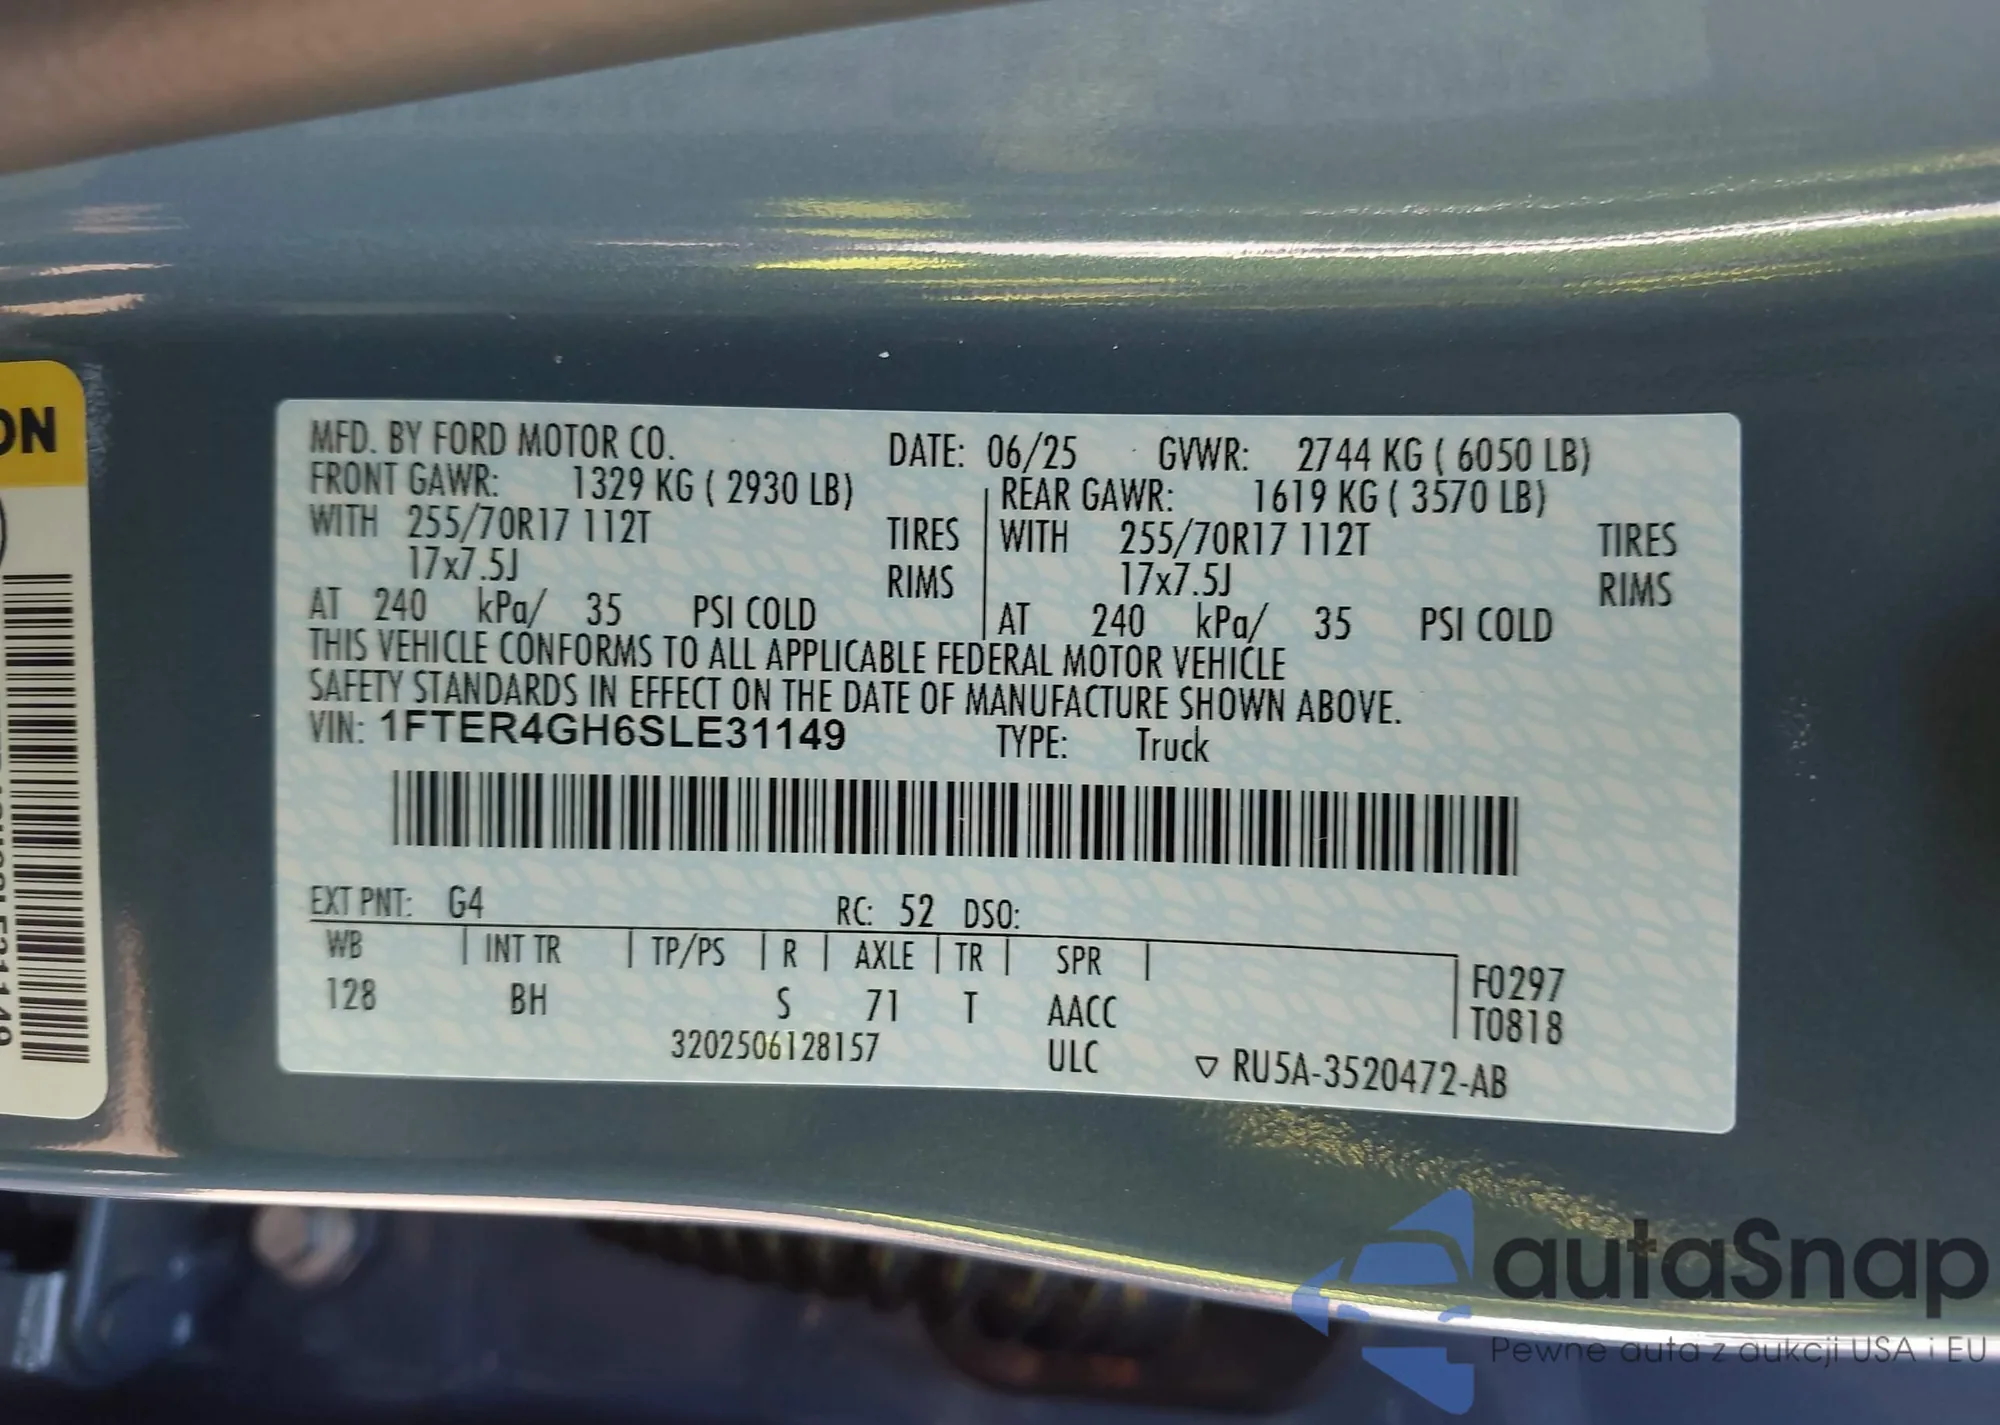 ON
MFD. BY FORD MOTOR CO. DATE: 06/25 GVWR: 2744 KG ( 6050 LB)
FRONT GAWR: 1329 KG ( 2930 LB) REAR GAWR: 1619 KG ( 3570 LB)
WITH 255/70R17 112T TIRES WITH 255/70R17 112T TIRES
17x7.5J RIMS 17x7.5J RIMS
AT 240 kPa/ 35 PSI COLD AT 240 kPa/ 35 PSI COLD
THIS VEHICLE CONFORMS TO ALL APPLICABLE FEDERAL MOTOR VEHICLE
SAFETY STANDARDS IN EFFECT ON THE DATE OF MANUFACTURE SHOWN ABOVE.
VIN: 1FTER4GH6SLE31149 TYPE: Truck
EXT PNT: G4 RC: 52 DSO:
WB INT TR TP/PS R AXLE TR SPR F0297
128 BH S 71 T AACC T0818
3202506128157 ULC ▽ RU5A-3520472-AB
autaSnap
Pewne auta z aukcji USA i EU